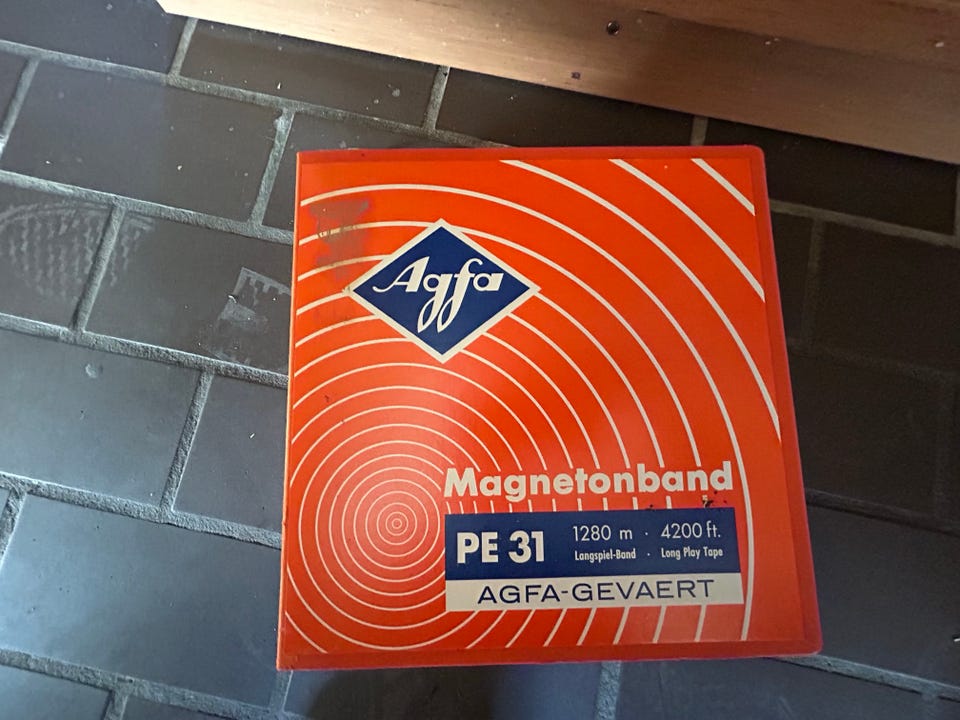 Agfa
Magnetonband
PE 31
1280 m · 4200 ft.
Langspiel-Band · Long Play Tape
AGFA-GEVAERT